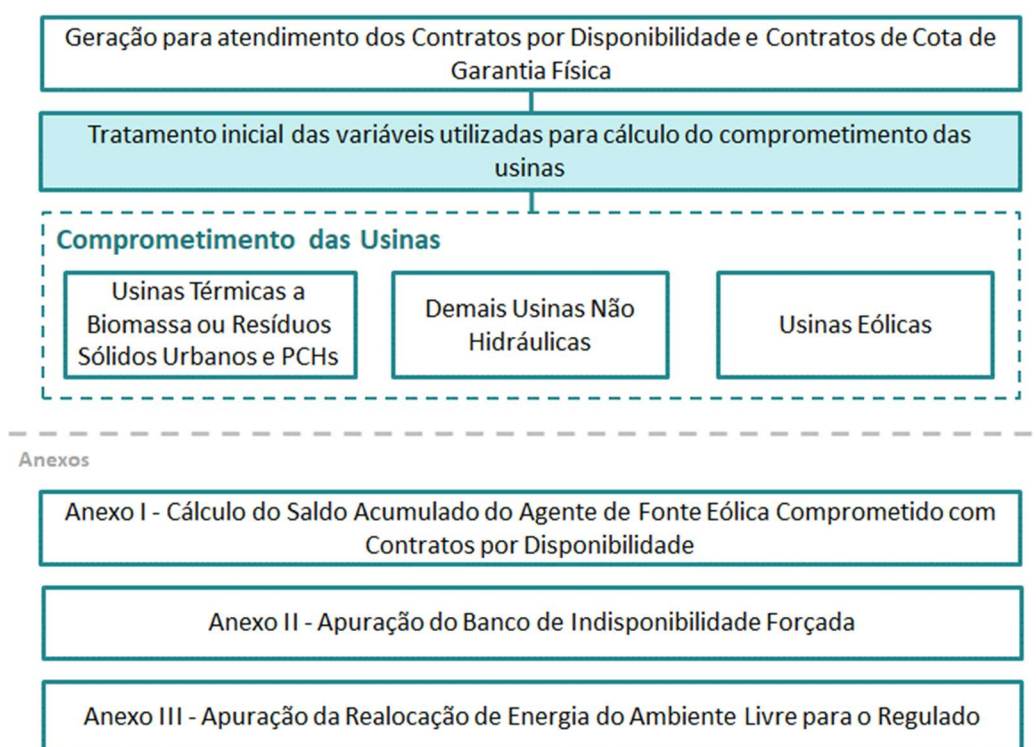 Geração para atendimento dos Contratos por Disponibilidade e Contratos de Cota de
Garantia Física
Tratamento inicial das variáveis utilizadas para cálculo do comprometimento das
usinas
Comprometimento das Usinas
Usinas Térmicas a
Biomassa ou Resíduos
Sólidos Urbanos e PCHs
Demais Usinas Não
Hidráulicas
Usinas Eólicas
Anexos
Anexo I - Cálculo do Saldo Acumulado do Agente de Fonte Eólica Comprometido com
Contratos por Disponibilidade
Anexo II - Apuração do Banco de Indisponibilidade Forçada
Anexo III - Apuração da Realocação de Energia do Ambiente Livre para o Regulado